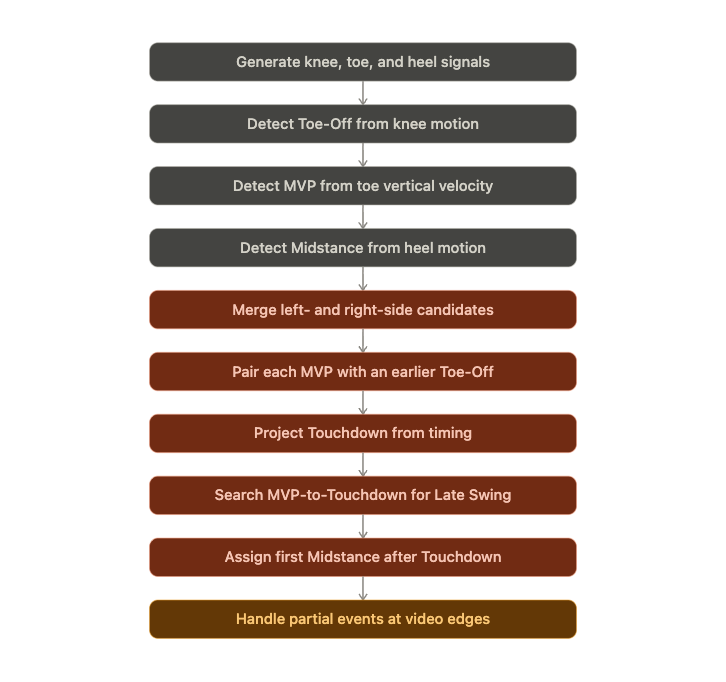 Generate knee, toe, and heel signals
Detect Toe-Off from knee motion
Detect MVP from toe vertical velocity
Detect Midstance from heel motion
Merge left- and right-side candidates
Pair each MVP with an earlier Toe-Off
Project Touchdown from timing
Search MVP-to-Touchdown for Late Swing
Assign first Midstance after Touchdown
Handle partial events at video edges